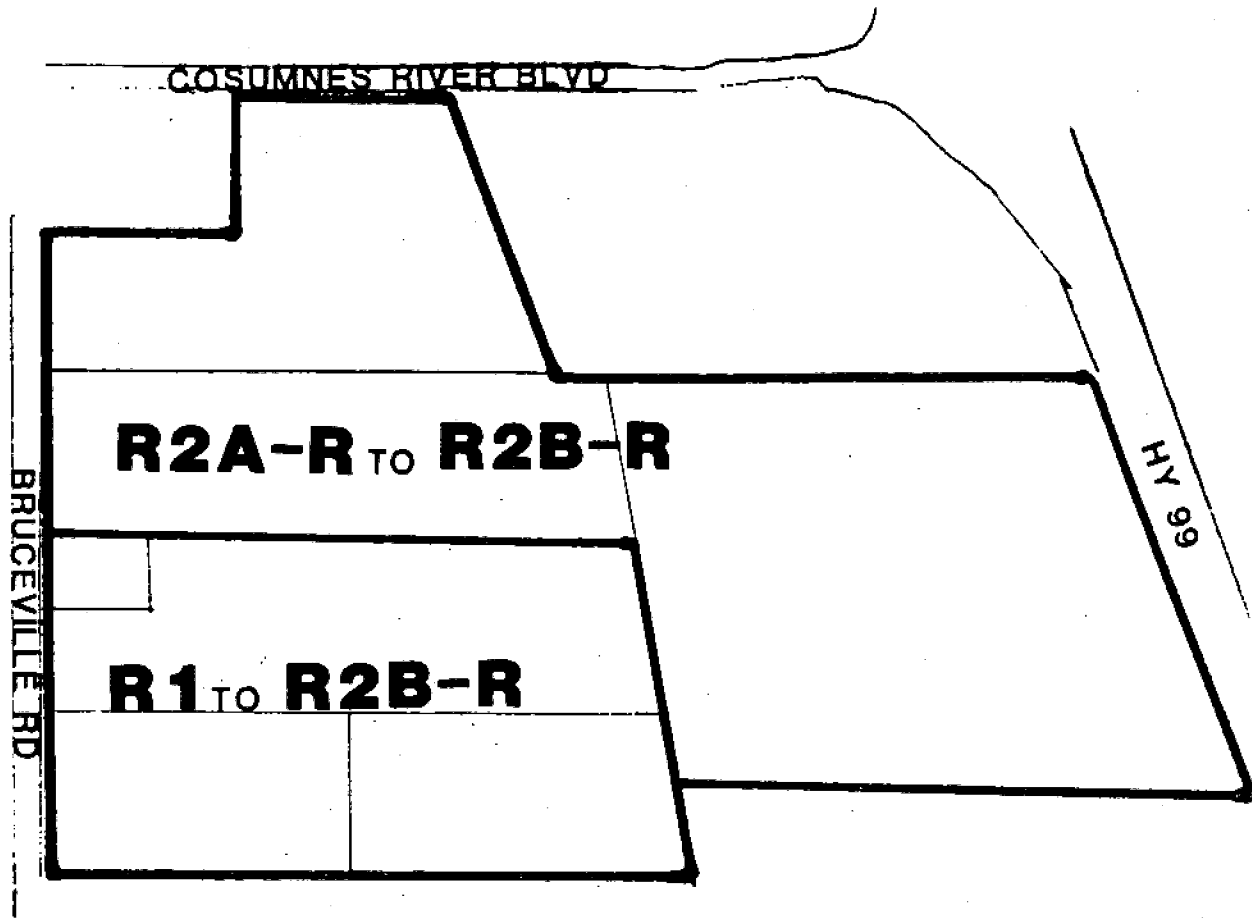 COSUMNES RIVER BLVD
R2A-R TO R2B-R
HY 99
BRUCEVILLE RD
R1 TO R2B-R